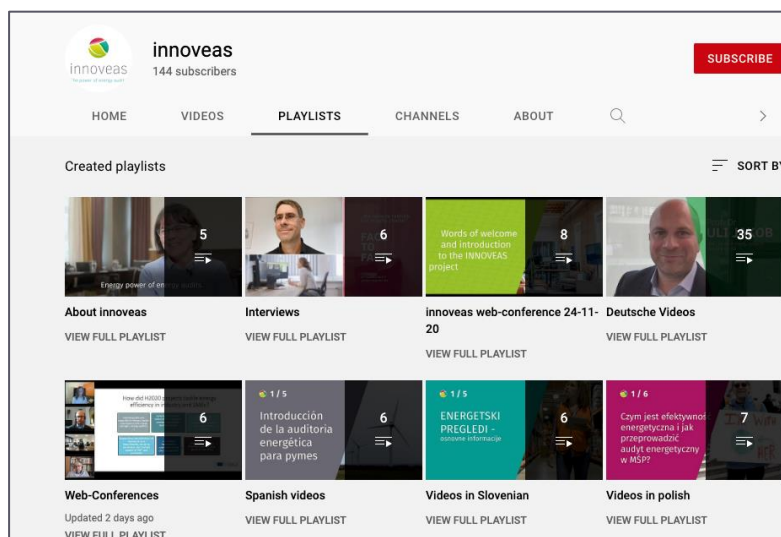 innoveas
innoveas
144 subscribers
SUBSCRIBE
HOME VIDEOS PLAYLISTS CHANNELS ABOUT
Created playlists
SORT BY
5
Energy power of energy audits
About innoveas
VIEW FULL PLAYLIST
FACE
TO
FA
6
Interviews
VIEW FULL PLAYLIST
Words of welcome
and introduction
to the INNOVEAS
project
8
innoveas web-conference 24-11-
20
VIEW FULL PLAYLIST
35
Deutsche Videos
VIEW FULL PLAYLIST
How did H2020 energy
efficiency in industry and
6
Web-Conferences
Updated 2 days ago
VIEW FULL PLAYLIST
1 / 5
Introducción
de la auditoria
energética
para pymes
6
Spanish videos
VIEW FULL PLAYLIST
1 / 5
ENERGETSKI
PREGLEDI -
osnovne informacije
6
Videos in Slovenian
VIEW FULL PLAYLIST
1 / 6
Czym jest efektywnoś
energetyczna i jak
przeprowadzić
audyt energetyczny
w MŚP?
7
Videos in polish
VIEW FULL PLAYLIST